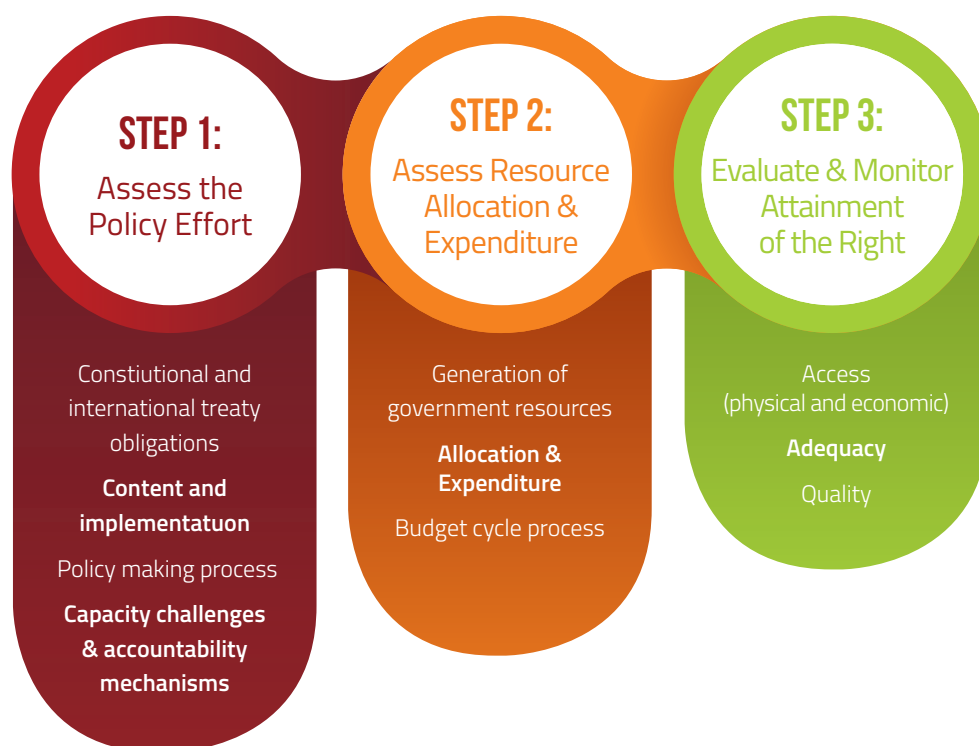 STEP 1:
Assess the
Policy Effort
Constiutional and
international treaty
obligations
Content and
implementatuon
Policy making process
Capacity challenges
& accountability
mechanisms
STEP 2:
Assess Resource
Allocation &
Expenditure
Generation of
government resources
Allocation &
Expenditure
Budget cycle process
STEP 3:
Evaluate & Monitor
Attainment
of the Right
Access
(physical and economic)
Adequacy
Quality